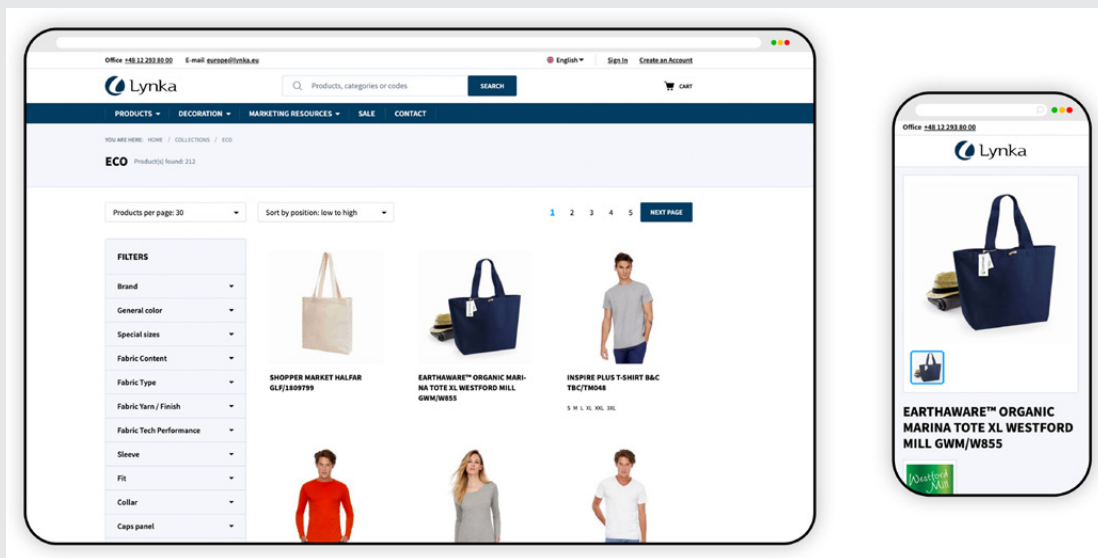 Office +48 12 293 80 00 E-mail europe@lynka.eu
English Sign In Create an Account
Lynka
Products, categories or codes
SEARCH
CART
PRODUCTS DECORATION MARKETING RESOURCES SALE CONTACT
YOU ARE HERE: HOME / COLLECTIONS / ECO
ECO Product(s) found: 212
Products per page: 30
Sort by position: low to high
1 2 3 4 5 NEXT PAGE
FILTERS
Brand
General color
Special sizes
Fabric Content
Fabric Type
Fabric Yarn / Finish
Fabric Tech Performance
Sleeve
Fit
Collar
Caps panel
SHOPPER MARKET HALFAR
GLF/1809799
EARTHAWARE™ ORGANIC MARI-
NA TOTE XL WESTFORD MILL
GWM/W855
INSPIRE PLUS T-SHIRT B&C
TBC/TM048
S M L XL XXL 3XL
Office +48 12 293 80 00
Lynka
EARTHAWARE™ ORGANIC
MARINA TOTE XL WESTFORD
MILL GWM/W855
Westford
Mill